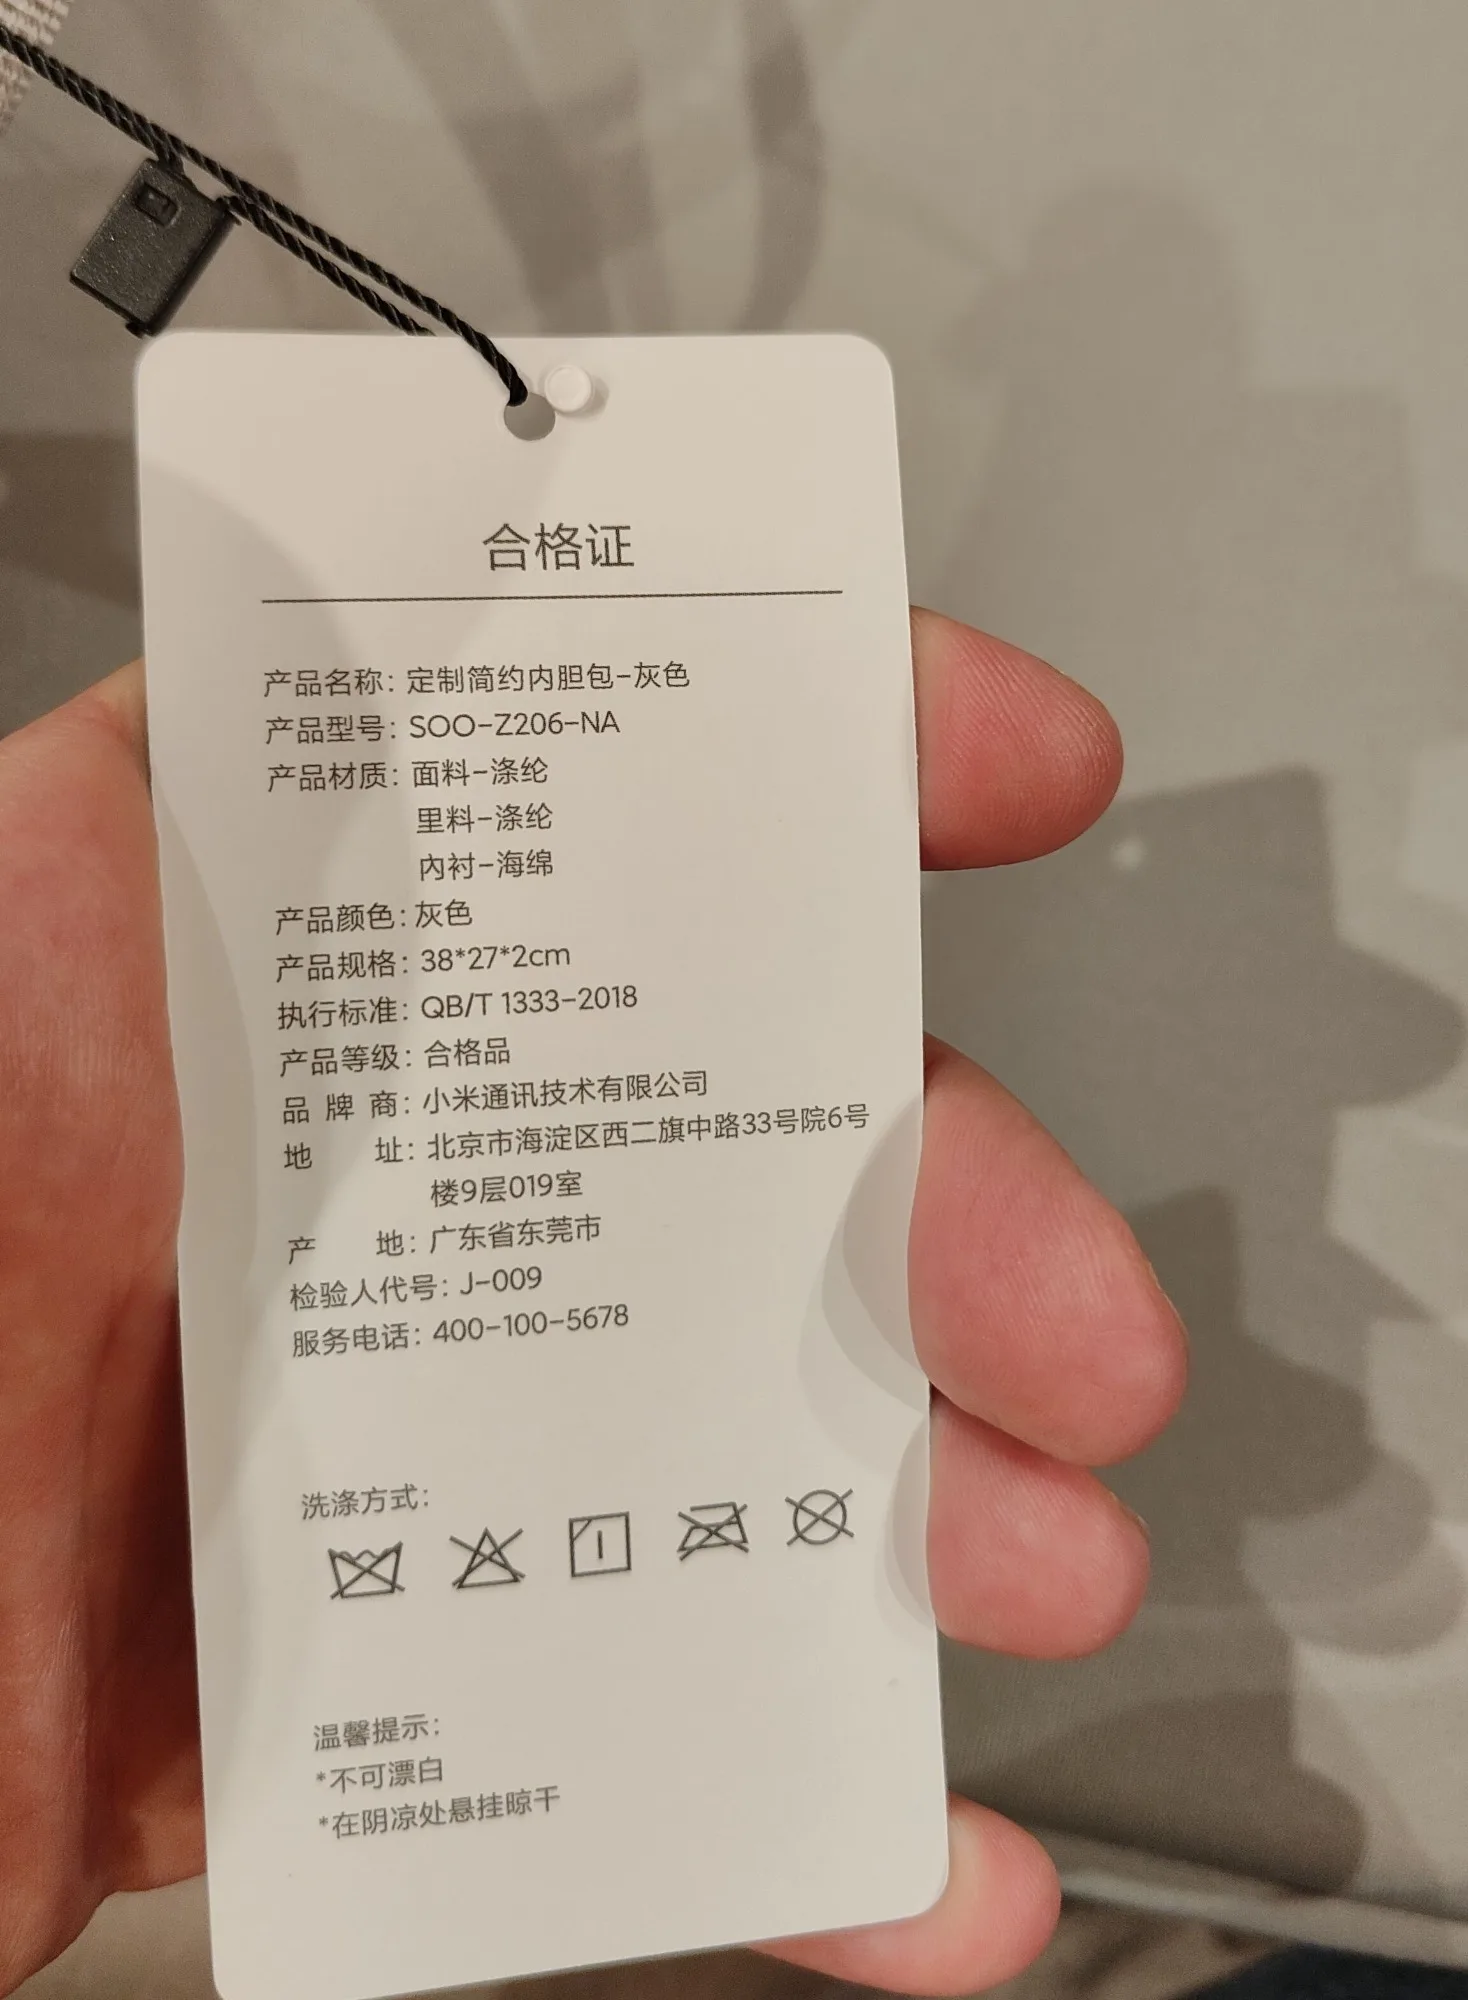 合格证
产品名称：定制简约内胆包-灰色
产品型号：SOO-Z206-NA
产品材质：面料-涤纶
里料-涤纶
内衬-海绵
产品颜色：灰色
产品规格：38*27*2cm
执行标准：QB/T 1333-2018
产品等级：合格品
品 牌 商：小米通讯技术有限公司
地 址：北京市海淀区西二旗中路33号院6号
楼9层019室
产 地：广东省东莞市
检验人代号：J-009
服务电话：400-100-5678
洗涤方式：
温馨提示：
*不可漂白
*在阴凉处悬挂晾干